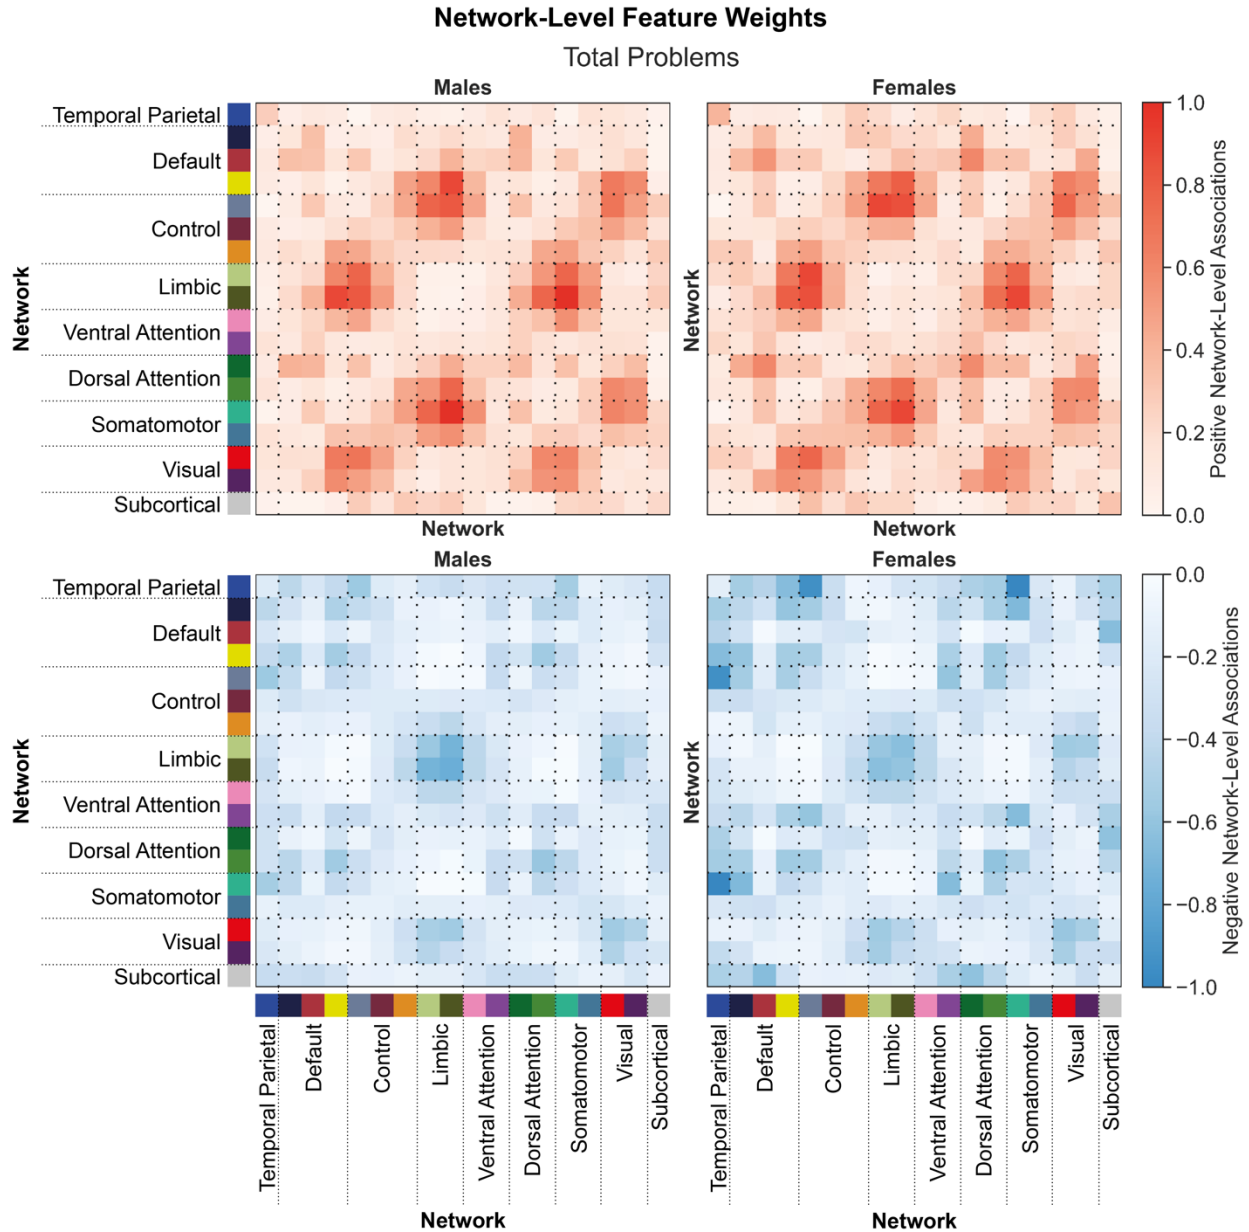 Network-Level Feature Weights
Total Problems
Males
Females
Temporal Parietal
Default
Control
Limbic
Ventral Attention
Dorsal Attention
Somatomotor
Visual
Subcortical
Network
Network
Network
Network
1.0
0.8
0.6
0.4
0.2
0.0
Positive Network-Level Associations
Males
Females
Temporal Parietal
Default
Control
Limbic
Ventral Attention
Dorsal Attention
Somatomotor
Visual
Subcortical
Network
Network
0.0
−0.2
−0.4
−0.6
−0.8
−1.0
Negative Network-Level Associations
Temporal Parietal
Default
Control
Limbic
Ventral Attention
Dorsal Attention
Somatomotor
Visual
Subcortical
Temporal Parietal
Default
Control
Limbic
Ventral Attention
Dorsal Attention
Somatomotor
Visual
Subcortical
Network
Network